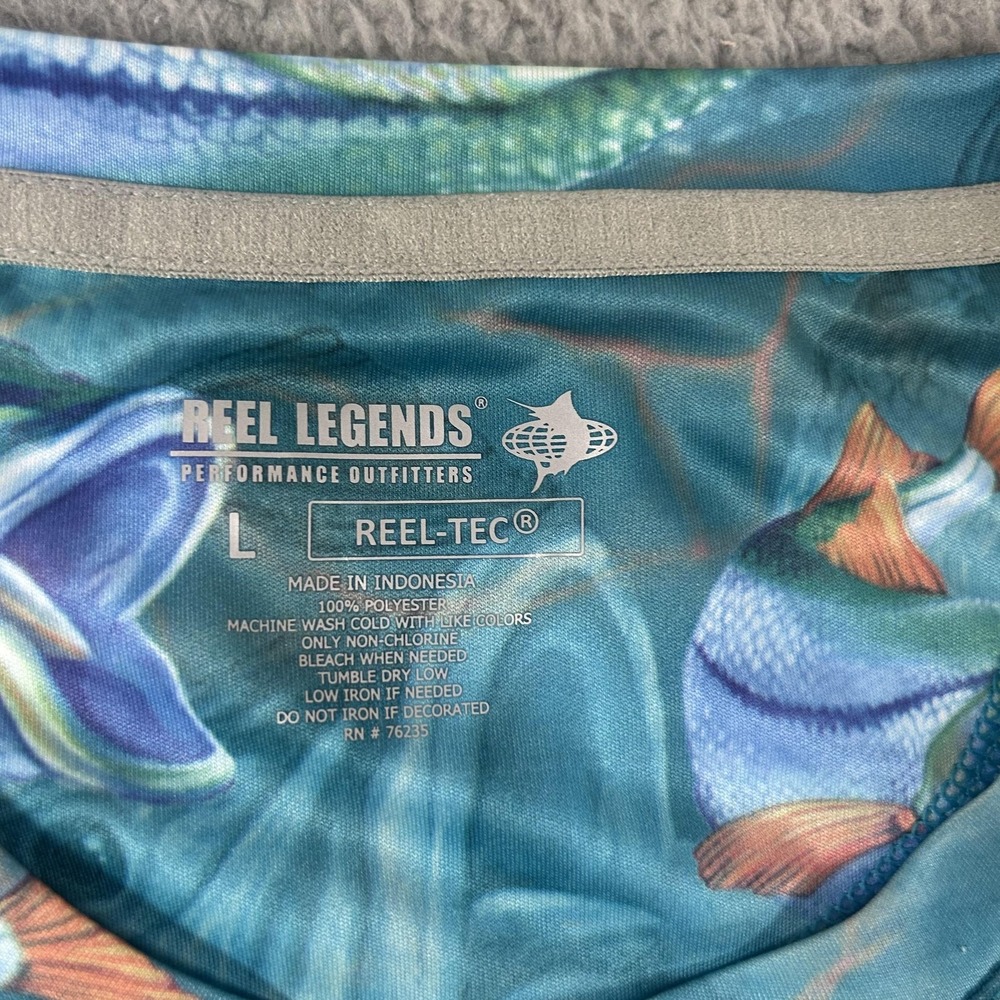 REEL LEGENDS®
PERFORMANCE OUTFITTERS
L REEL-TEC®
MADE IN INDONESIA
100% POLYESTER
MACHINE WASH COLD WITH LIKE COLORS
ONLY NON-CHLORINE
BLEACH WHEN NEEDED
TUMBLE DRY LOW
LOW IRON IF NEEDED
DO NOT IRON IF DECORATED
RN # 76235